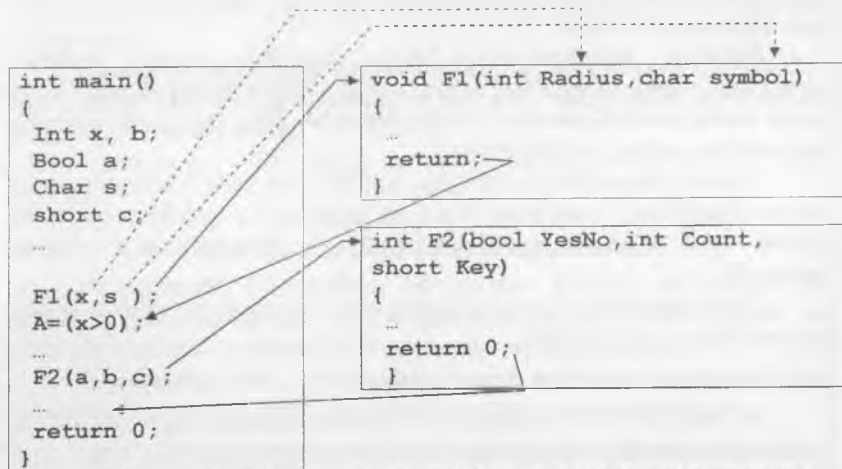 int main()
{
Int x, b;
Bool a;
Char s;
short c;
…
F1(x,s );
A=(x>0);
…
F2(a,b,c);
…
return 0;
}
void F1(int Radius,char symbol)
{
…
return;
}
int F2(bool YesNo,int Count,
short Key)
{
…
return 0;
}